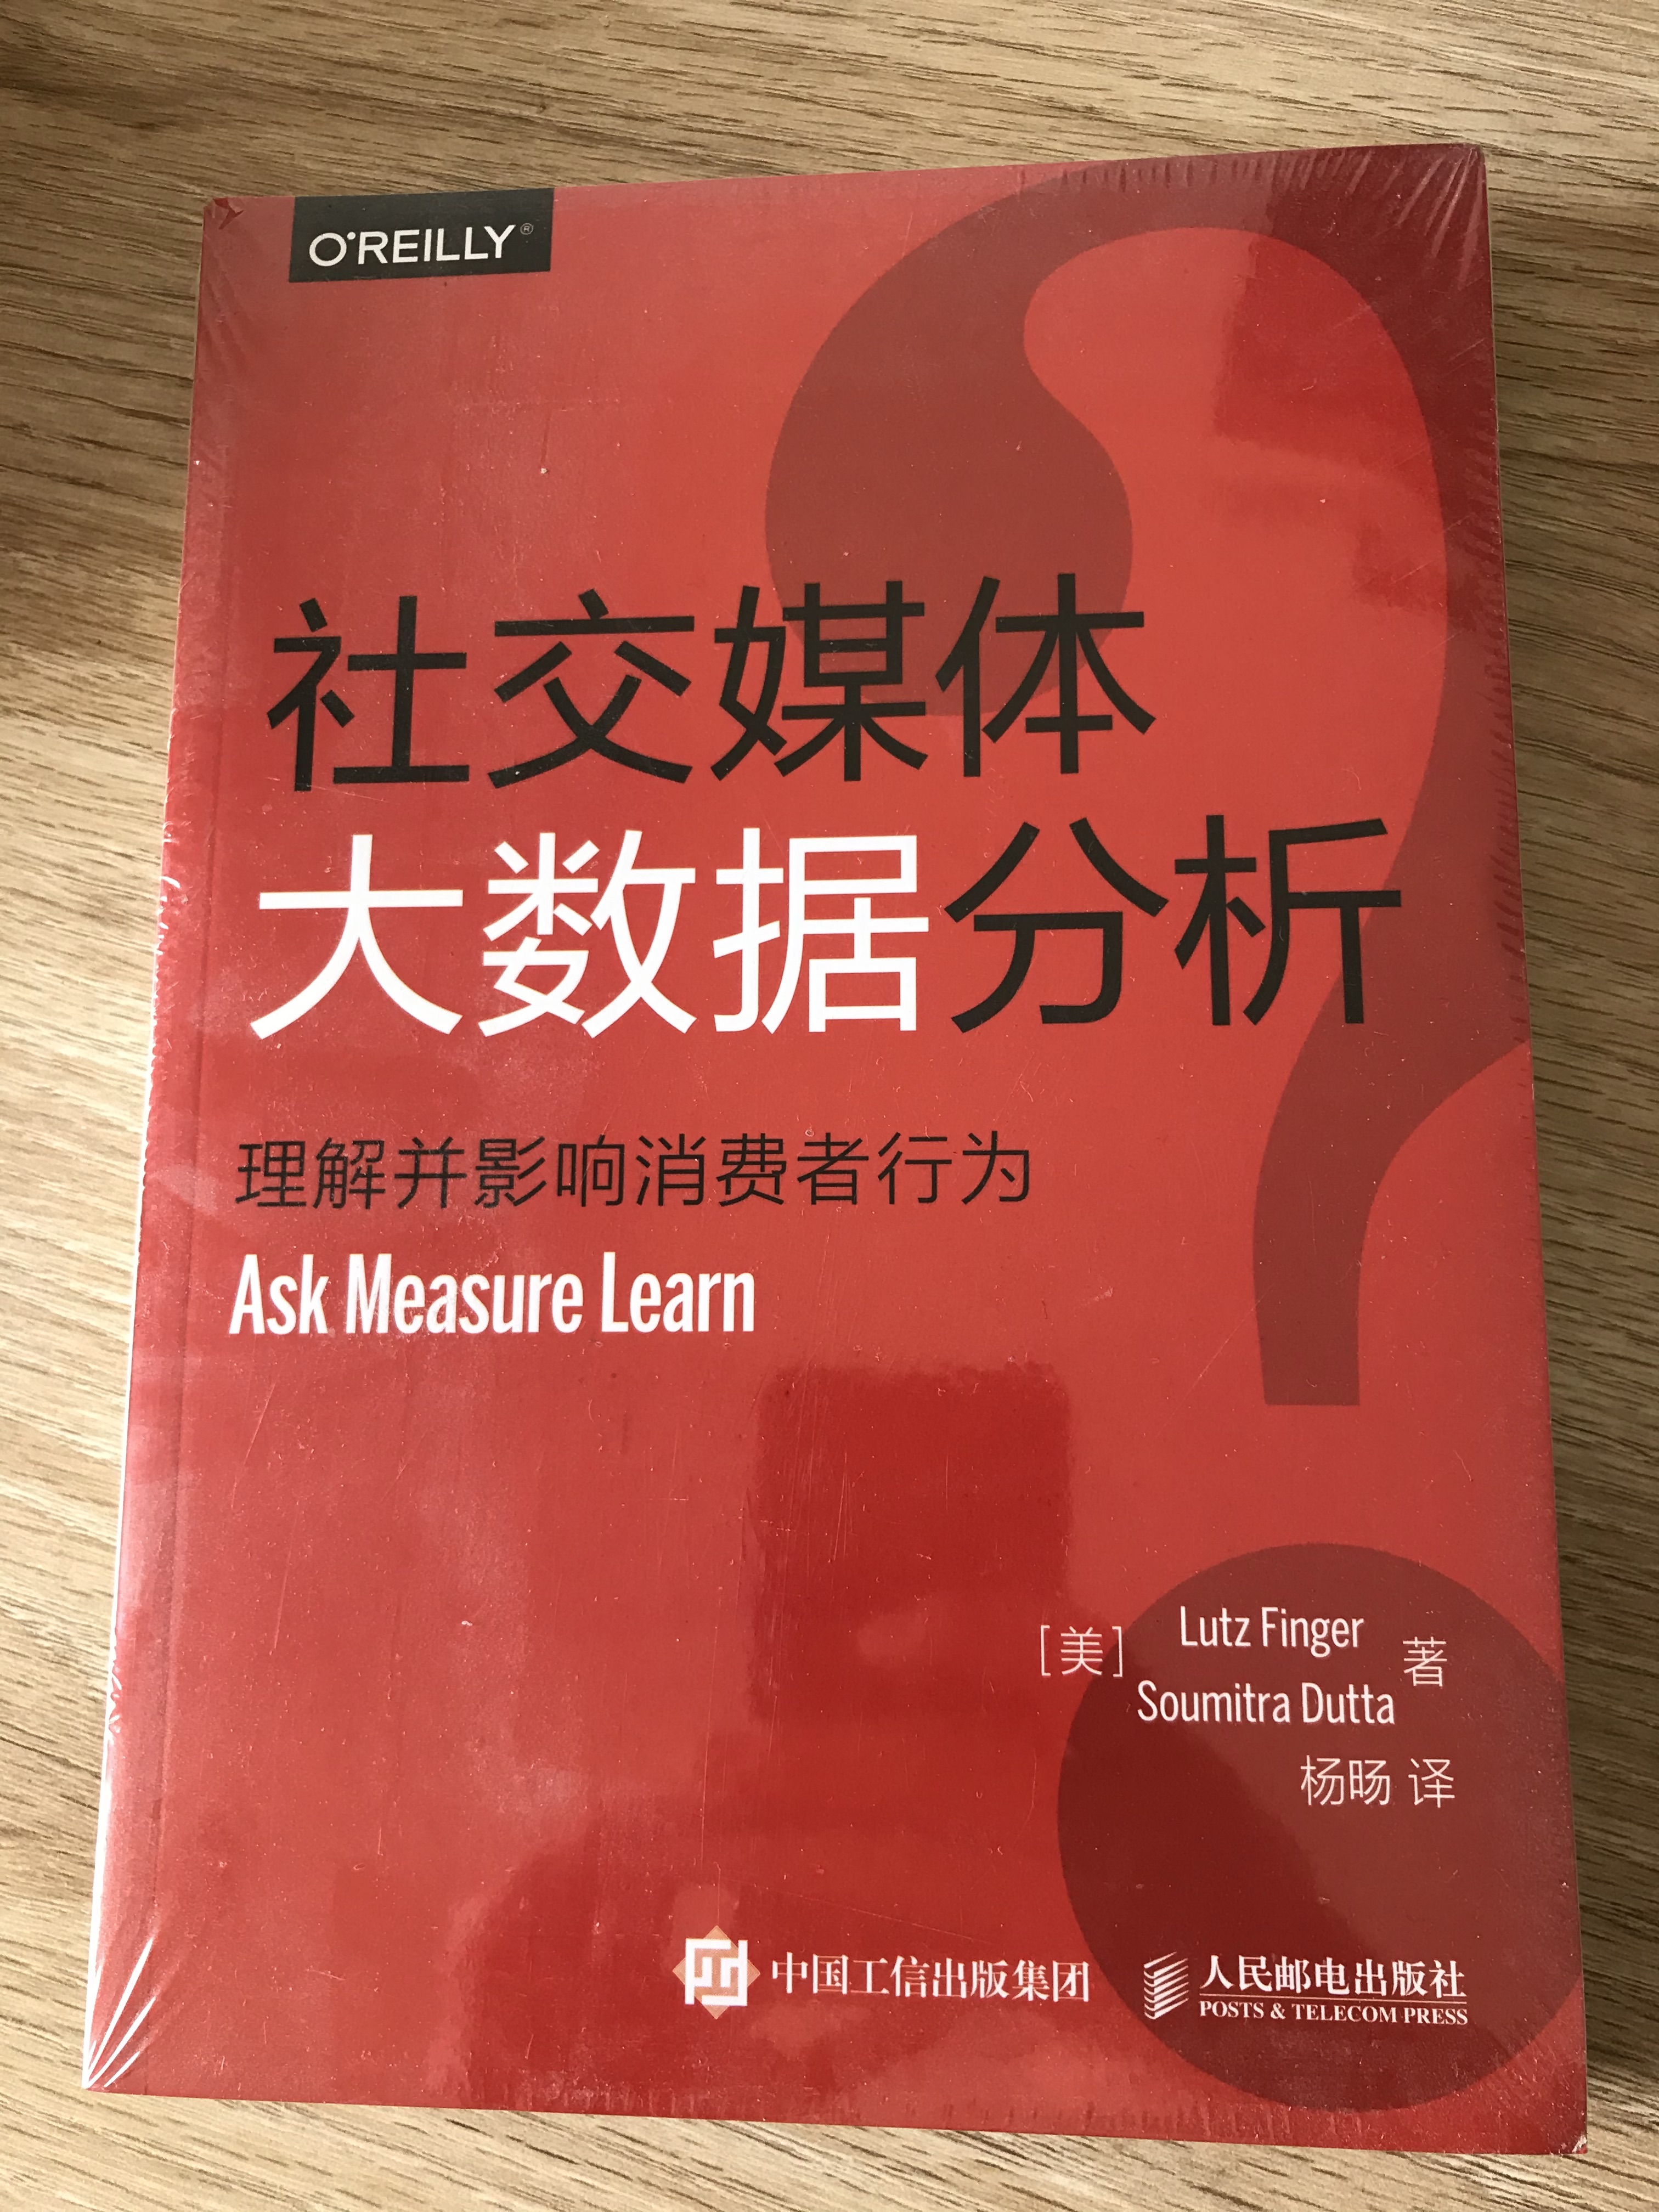 O'REILLY®
社交媒体
大数据分析
理解并影响消费者行为
Ask Measure Learn
[美] Lutz Finger
Soumitra Dutta 著
杨旸 译
中国工信出版集团
人民邮电出版社
POSTS & TELECOM PRESS